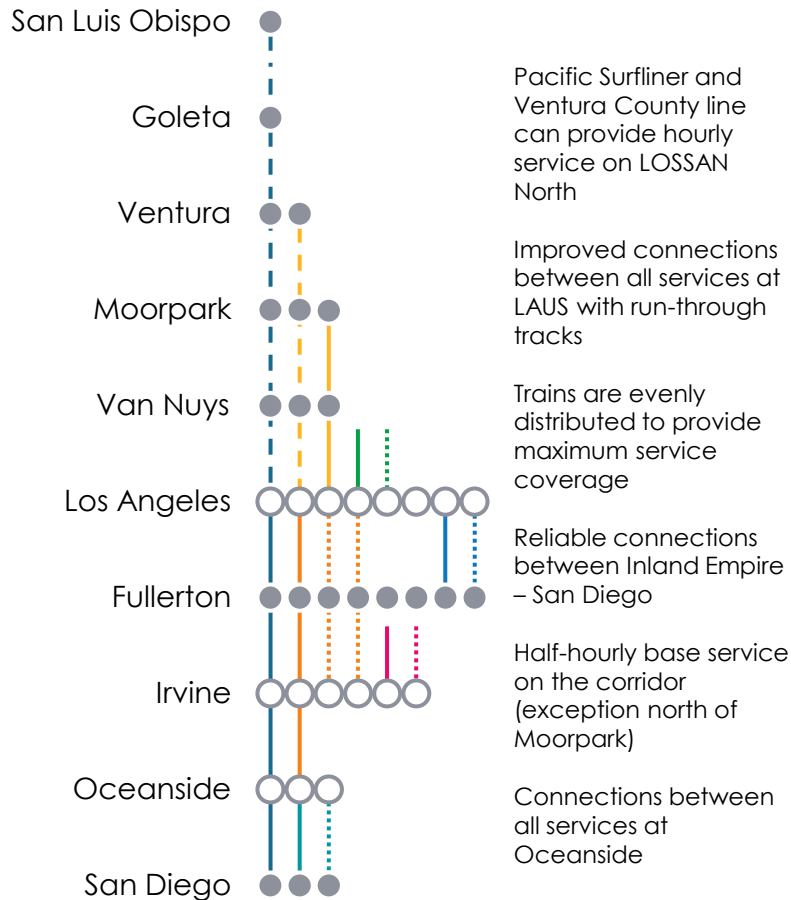 San Luis Obispo
Goleta
Ventura
Moorpark
Van Nuys
Los Angeles
Fullerton
Irvine
Oceanside
San Diego
Pacific Surfliner and
Ventura County line
can provide hourly
service on LOSSAN
North
Improved connections
between all services at
LAUS with run-through
tracks
Trains are evenly
distributed to provide
maximum service
coverage
Reliable connections
between Inland Empire
– San Diego
Half-hourly base service
on the corridor
(exception north of
Moorpark)
Connections between
all services at
Oceanside